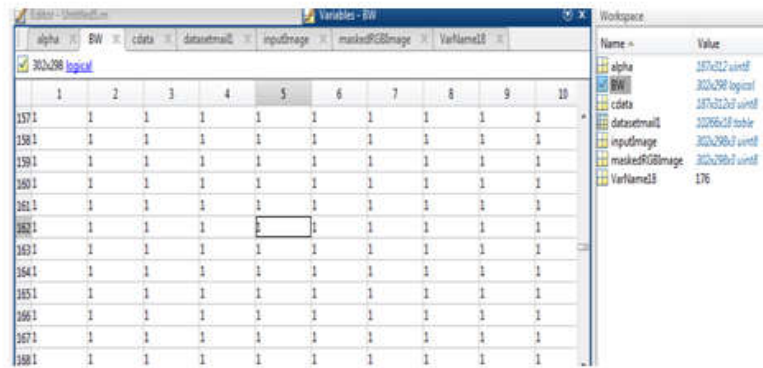 Editor - Untitled5.m
Variables - BW
Workspace
alpha BW cdata datasetmail1 inputImage maskedRGBImage VarName18
302x298 logical
1 2 3 4 5 6 7 8 9 10
157 1 1 1 1 1 1 1 1 1 1
158 1 1 1 1 1 1 1 1 1 1
159 1 1 1 1 1 1 1 1 1 1
160 1 1 1 1 1 1 1 1 1 1
161 1 1 1 1 1 1 1 1 1 1
162 1 1 1 1 1 1 1 1 1 1
163 1 1 1 1 1 1 1 1 1 1
164 1 1 1 1 1 1 1 1 1 1
165 1 1 1 1 1 1 1 1 1 1
166 1 1 1 1 1 1 1 1 1 1
167 1 1 1 1 1 1 1 1 1 1
168 1 1 1 1 1 1 1 1 1 1
Name Value
alpha 187x312 uint8
BW 302x298 logical
cdata 187x312x3 uint8
datasetmail1 10266x18 table
inputImage 302x298x3 uint8
maskedRGBImage 302x298x3 uint8
VarName18 176